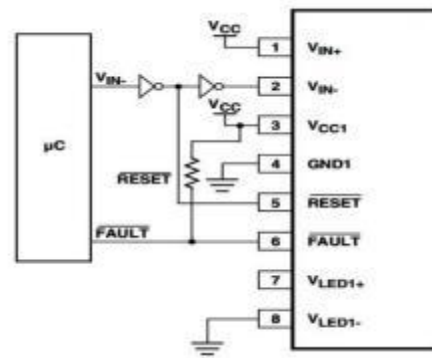 VCC
1 VIN+
VIN-
2 VIN-
VCC
3 VCC1
μC
4 GND1
RESET
5 RESET
FAULT
6 FAULT
7 VLED1+
8 VLED1-